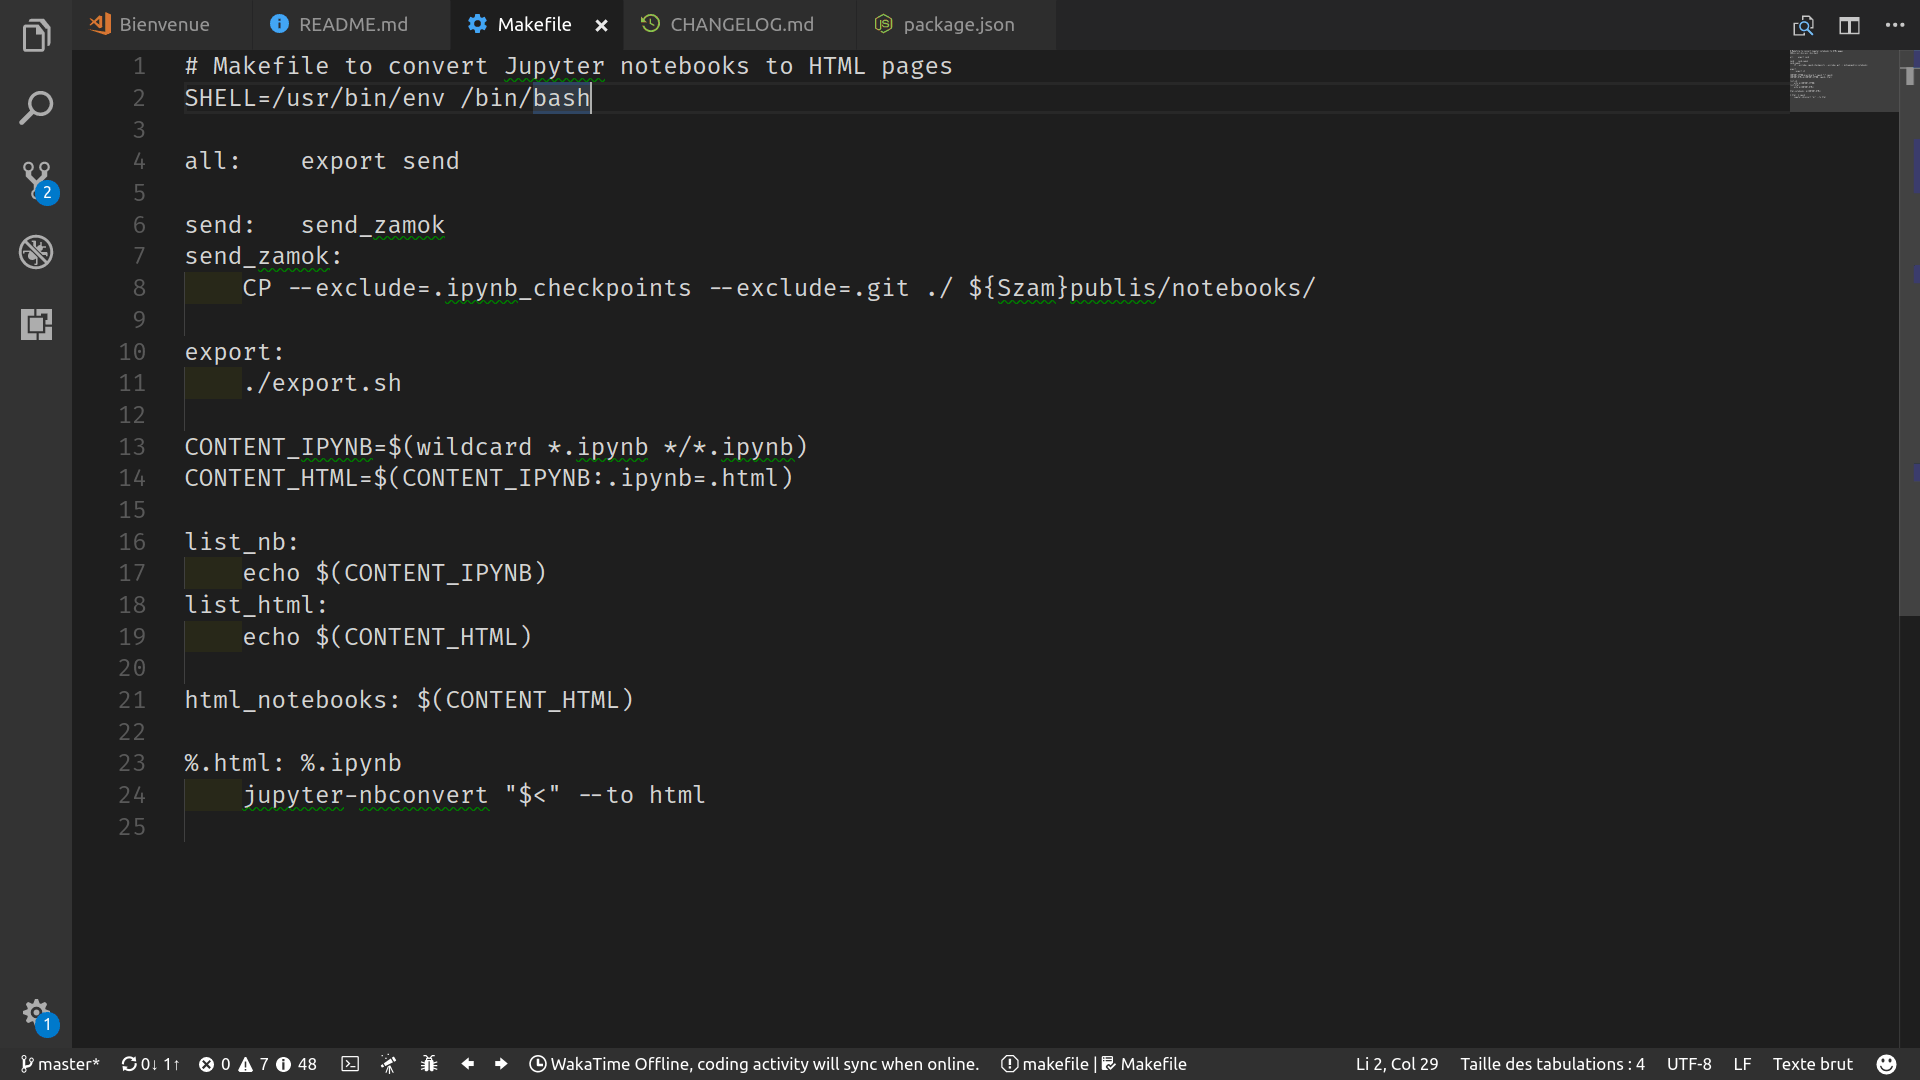 Bienvenue README.md Makefile CHANGELOG.md package.json
1 # Makefile to convert Jupyter notebooks to HTML pages
2 SHELL=/usr/bin/env /bin/bash
3
4 all:    export send
5
6 send:   send_zamok
7 send_zamok:
8     CP --exclude=.ipynb_checkpoints --exclude=.git ./ ${Szam}publis/notebooks/
9
10 export:
11     ./export.sh
12
13 CONTENT_IPYNB=$(wildcard *.ipynb */*.ipynb)
14 CONTENT_HTML=$(CONTENT_IPYNB:.ipynb=.html)
15
16 list_nb:
17     echo $(CONTENT_IPYNB)
18 list_html:
19     echo $(CONTENT_HTML)
20
21 html_notebooks: $(CONTENT_HTML)
22
23 %.html: %.ipynb
24     jupyter-nbconvert "$<" --to html
25
2
1
master* 0↓ 1↑ 0 7 48 WakaTime Offline, coding activity will sync when online. makefile | Makefile Li 2, Col 29 Taille des tabulations : 4 UTF-8 LF Texte brut